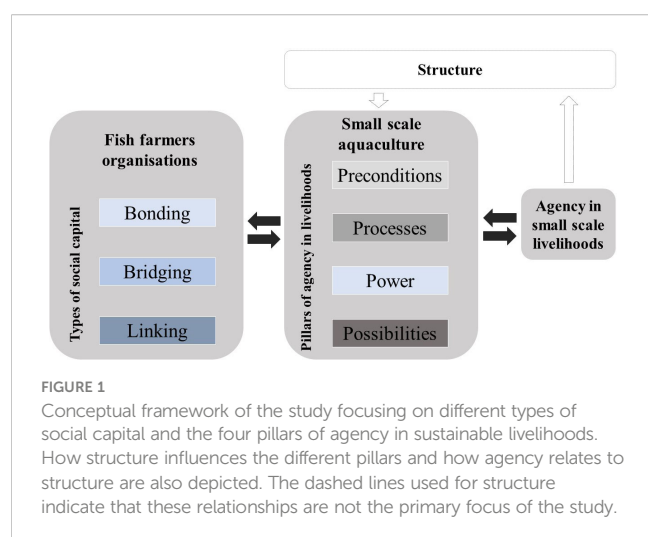 Structure
Fish farmers
organisations
Types of social capital
Bonding
Bridging
Linking
Small scale
aquaculture
Pillars of agency in livelihoods
Preconditions
Processes
Power
Possibilities
Agency in
small scale
livelihoods
FIGURE 1
Conceptual framework of the study focusing on different types of
social capital and the four pillars of agency in sustainable livelihoods.
How structure influences the different pillars and how agency relates to
structure are also depicted. The dashed lines used for structure
indicate that these relationships are not the primary focus of the study.